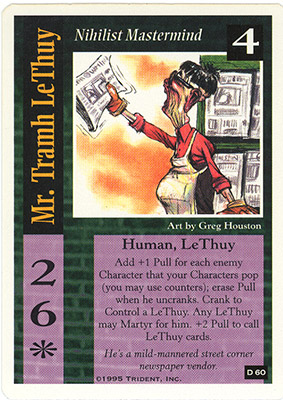 Mr. Tramh LeThuy
Nihilist Mastermind
4
Art by Greg Houston
2
6
*
Human, LeThuy
Add +1 Pull for each enemy
Character that your Characters pop
(you may use counters); erase Pull
when he uncranks. Crank to
Control a LeThuy. Any LeThuy
may Martyr for him. +2 Pull to call
LeThuy cards.
He's a mild-mannered street corner
newspaper vendor.
©1995 TRIDENT, INC.
D 60